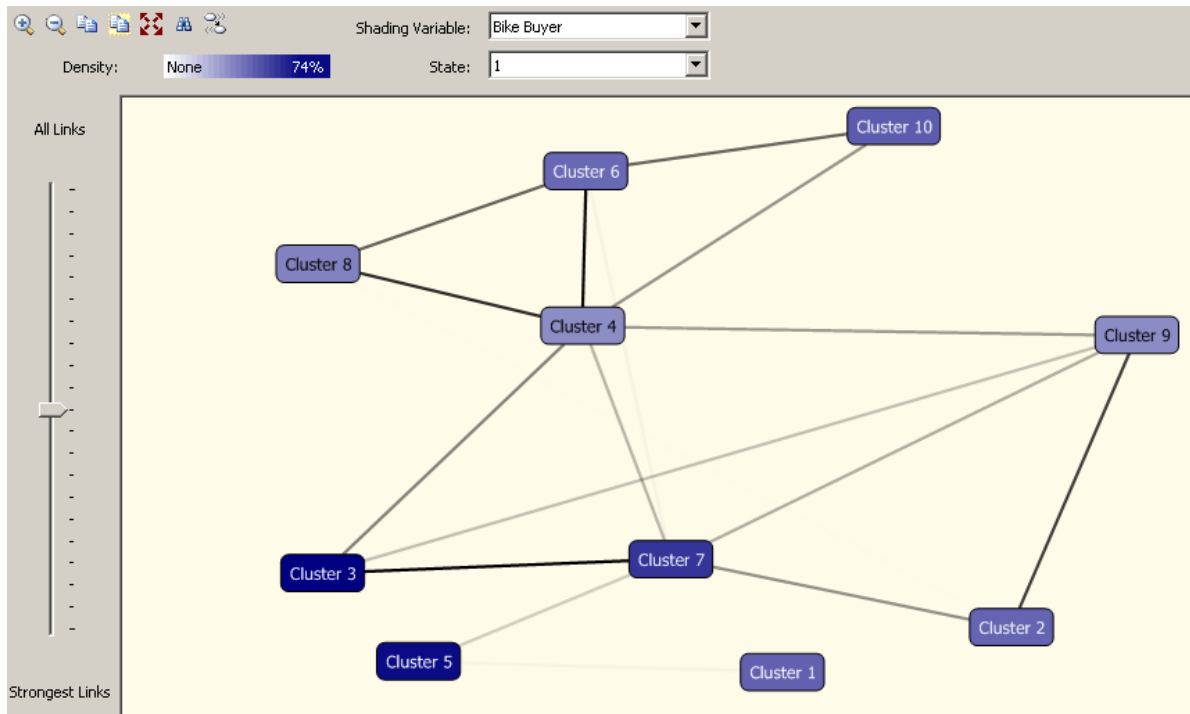 Shading Variable: Bike Buyer
Density: None 74% State: 1
All Links
Cluster 10
Cluster 6
Cluster 8
Cluster 4
Cluster 9
Cluster 7
Cluster 3
Cluster 2
Cluster 5
Cluster 1
Strongest Links